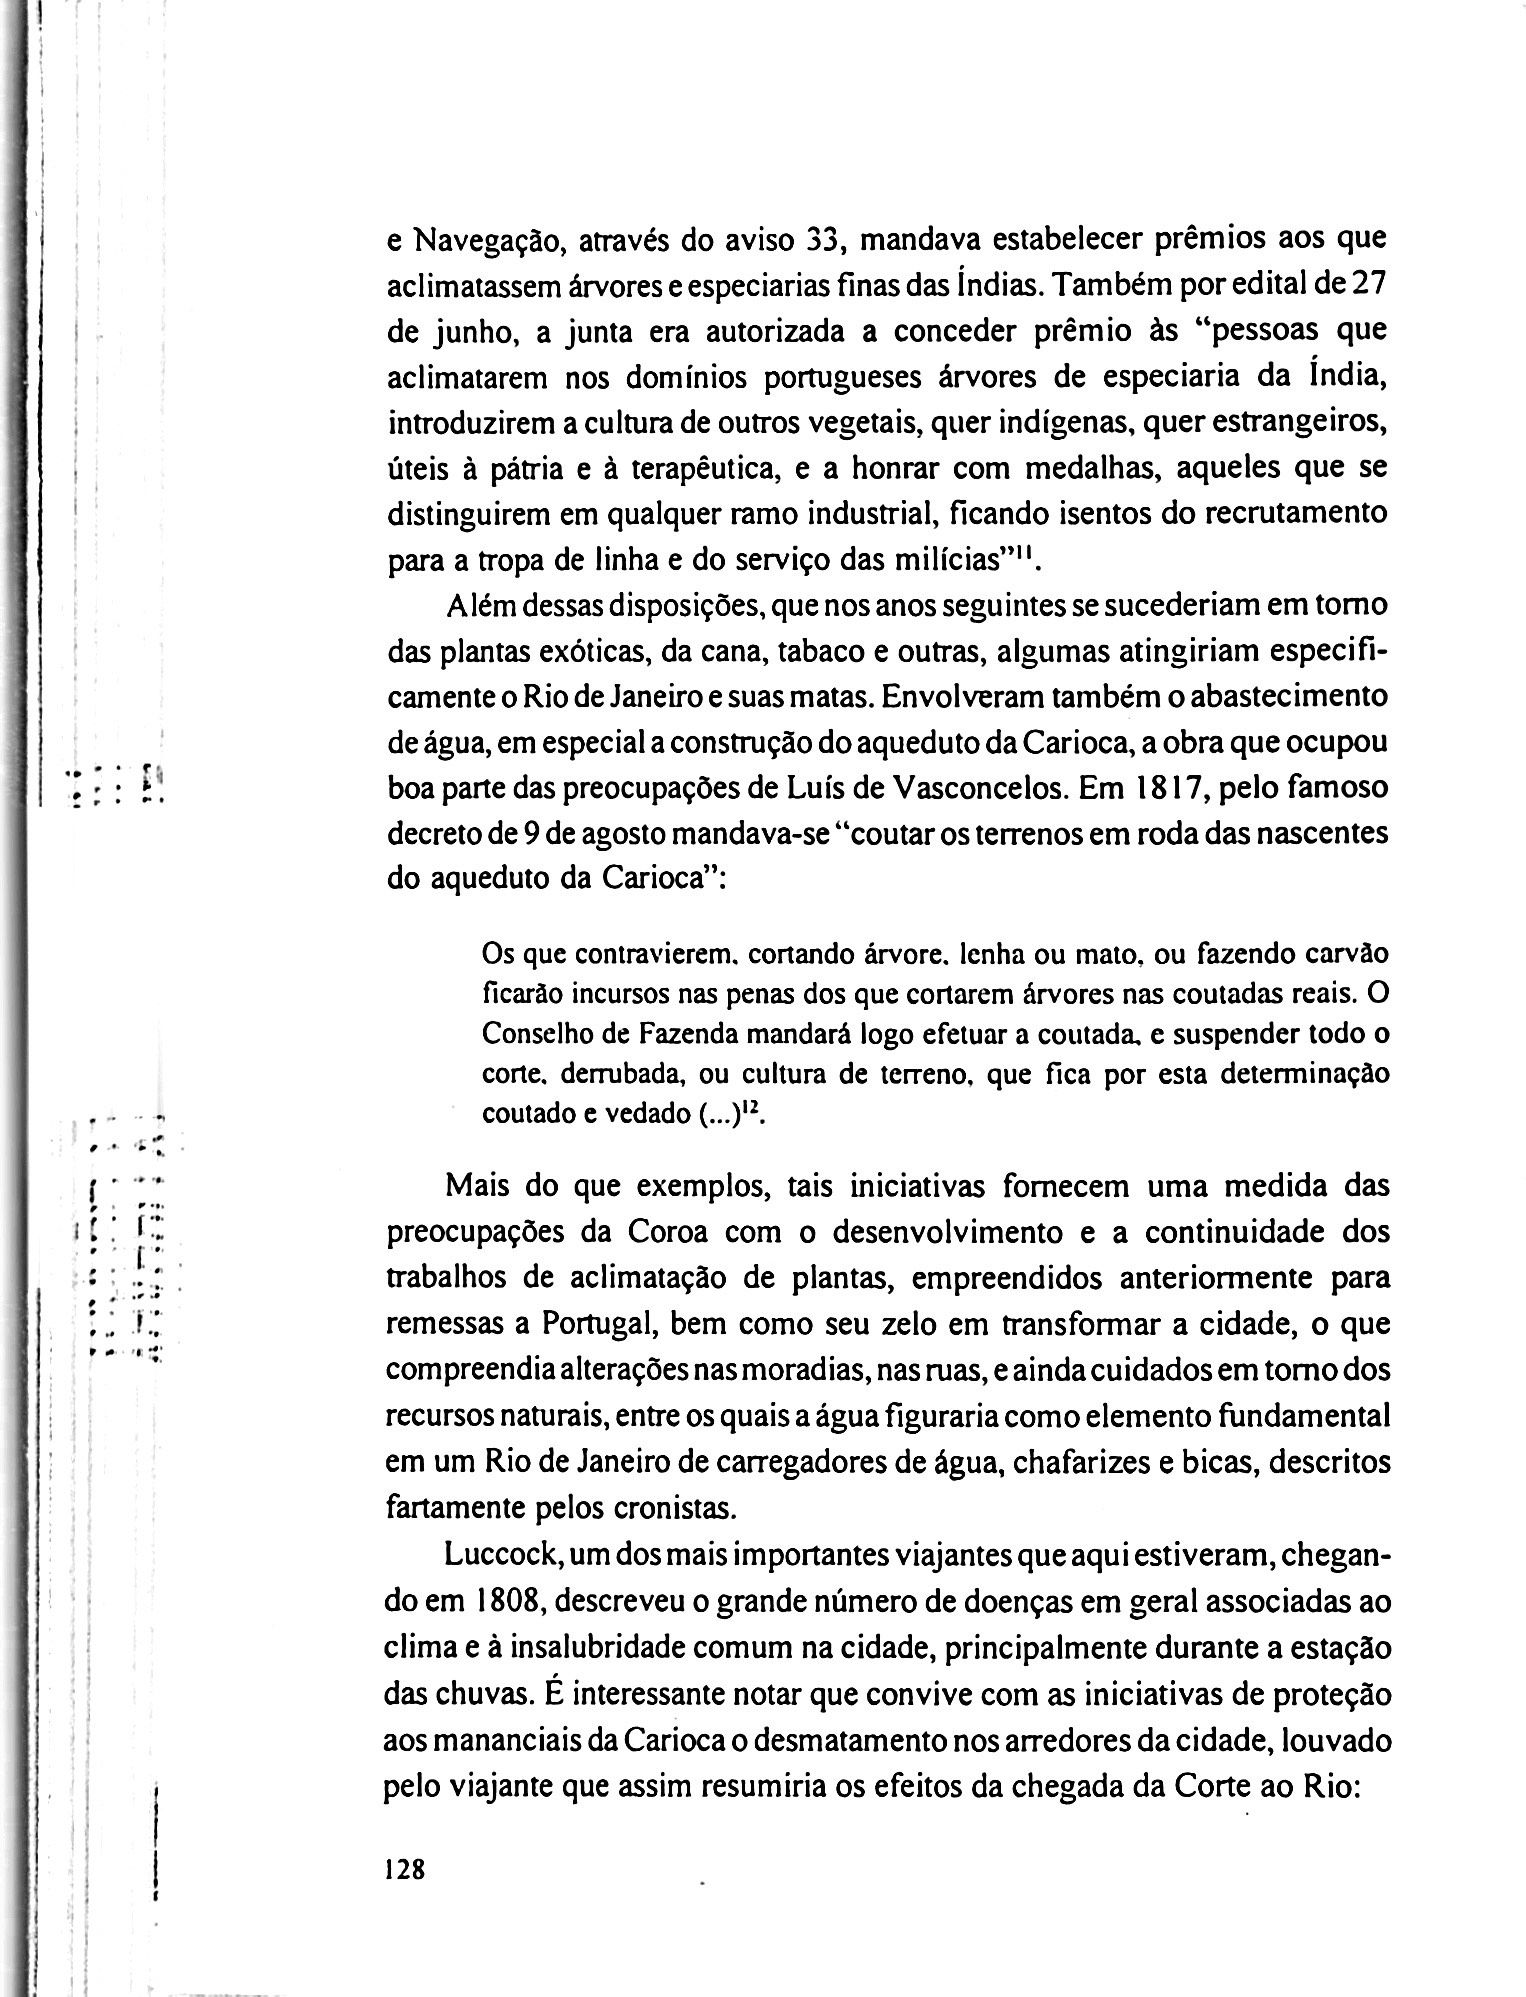 e Navegação, através do aviso 33, mandava estabelecer prêmios aos que
aclimatassem árvores e especiarias finas das Índias. Também por edital de 27
de junho, a junta era autorizada a conceder prêmio às “pessoas que
aclimatarem nos domínios portugueses árvores de especiaria da Índia,
introduzirem a cultura de outros vegetais, quer indígenas, quer estrangeiros,
úteis à pátria e à terapêutica, e a honrar com medalhas, aqueles que se
distinguirem em qualquer ramo industrial, ficando isentos do recrutamento
para a tropa de linha e do serviço das milícias”¹¹.
Além dessas disposições, que nos anos seguintes se sucederiam em torno
das plantas exóticas, da cana, tabaco e outras, algumas atingiriam especifi-
camente o Rio de Janeiro e suas matas. Envolveram também o abastecimento
de água, em especial a construção do aqueduto da Carioca, a obra que ocupou
boa parte das preocupações de Luís de Vasconcelos. Em 1817, pelo famoso
decreto de 9 de agosto mandava-se “coutar os terrenos em roda das nascentes
do aqueduto da Carioca”:
Os que contravierem, cortando árvore, lenha ou mato, ou fazendo carvão
ficarão incursos nas penas dos que cortarem árvores nas coutadas reais. O
Conselho de Fazenda mandará logo efetuar a coutada, e suspender todo o
corte, derrubada, ou cultura de terreno, que fica por esta determinação
coutado e vedado (...)¹².
Mais do que exemplos, tais iniciativas fornecem uma medida das
preocupações da Coroa com o desenvolvimento e a continuidade dos
trabalhos de aclimatação de plantas, empreendidos anteriormente para
remessas a Portugal, bem como seu zelo em transformar a cidade, o que
compreendia alterações nas moradias, nas ruas, e ainda cuidados em torno dos
recursos naturais, entre os quais a água figuraria como elemento fundamental
em um Rio de Janeiro de carregadores de água, chafarizes e bicas, descritos
fartamente pelos cronistas.
Luccock, um dos mais importantes viajantes que aqui estiveram, chegan-
do em 1808, descreveu o grande número de doenças em geral associadas ao
clima e à insalubridade comum na cidade, principalmente durante a estação
das chuvas. É interessante notar que convive com as iniciativas de proteção
aos mananciais da Carioca o desmatamento nos arredores da cidade, louvado
pelo viajante que assim resumiria os efeitos da chegada da Corte ao Rio:
128